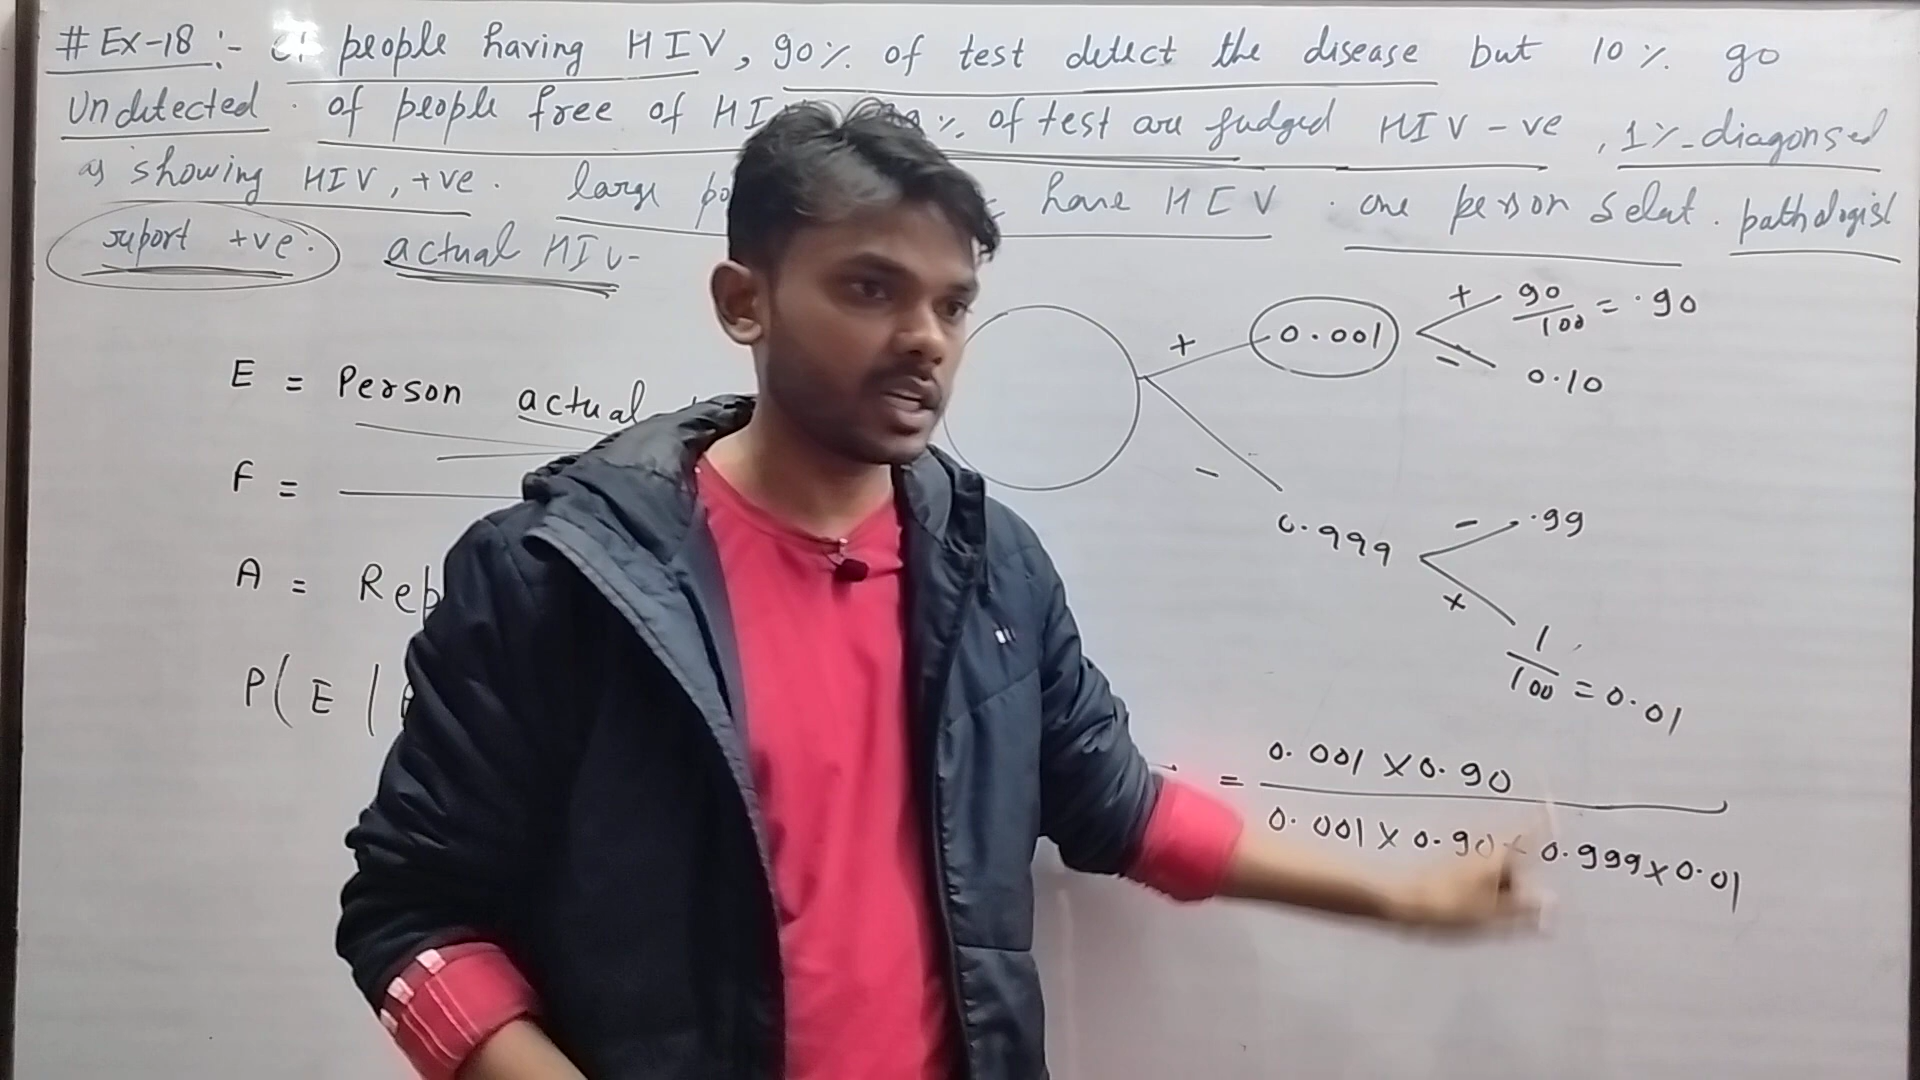 #Ex-18 :- of people having HIV, 90% of test detect the disease but 10% go
Undetected . of people free of HI % of test are judged HIV -ve , 1% diagonsed
as showing HIV, +ve . large po have HIV . one person selut . pathologist
report +ve . actual HIV-
+ 90/100 = .90
+ 0.001
- 0.10
E = Person actual
-
F =
0.999 - .99
A = Rep
+ 1/100 = 0.01
P( E |
= 0.001 X 0.90
0.001 X 0.90 + 0.999 x 0.01